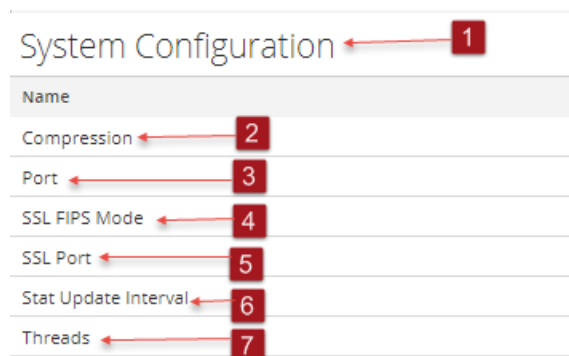 System Configuration 1
Name
Compression 2
Port 3
SSL FIPS Mode 4
SSL Port 5
Stat Update Interval 6
Threads 7